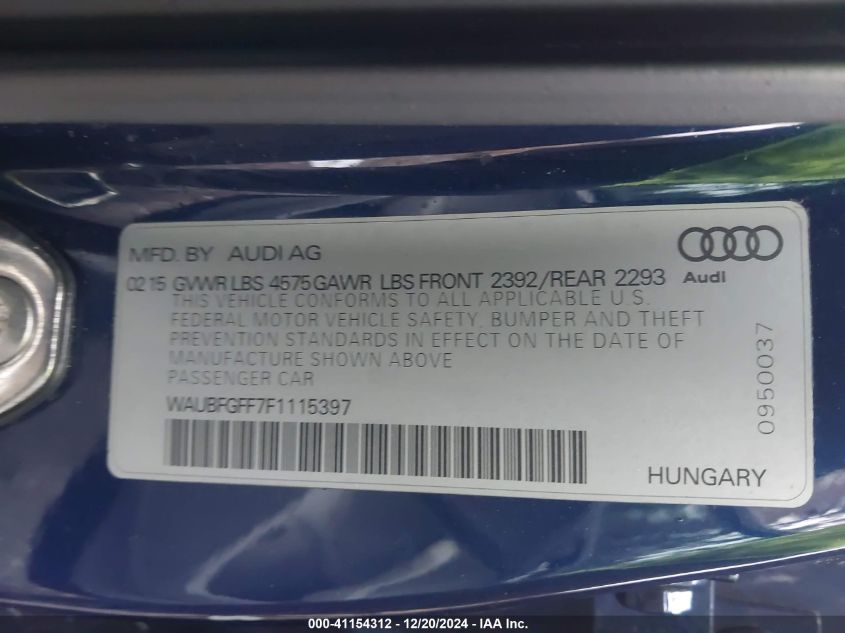 MFD. BY AUDI AG
Audi
02 15 GVWR LBS 4575 GAWR LBS FRONT 2392/REAR 2293
THIS VEHICLE CONFORMS TO ALL APPLICABLE U.S.
FEDERAL MOTOR VEHICLE SAFETY, BUMPER AND THEFT
PREVENTION STANDARDS IN EFFECT ON THE DATE OF
MANUFACTURE SHOWN ABOVE
PASSENGER CAR
WAUBFGFF7F1115397
0950037
HUNGARY
000-41154312 - 12/20/2024 - IAA Inc.